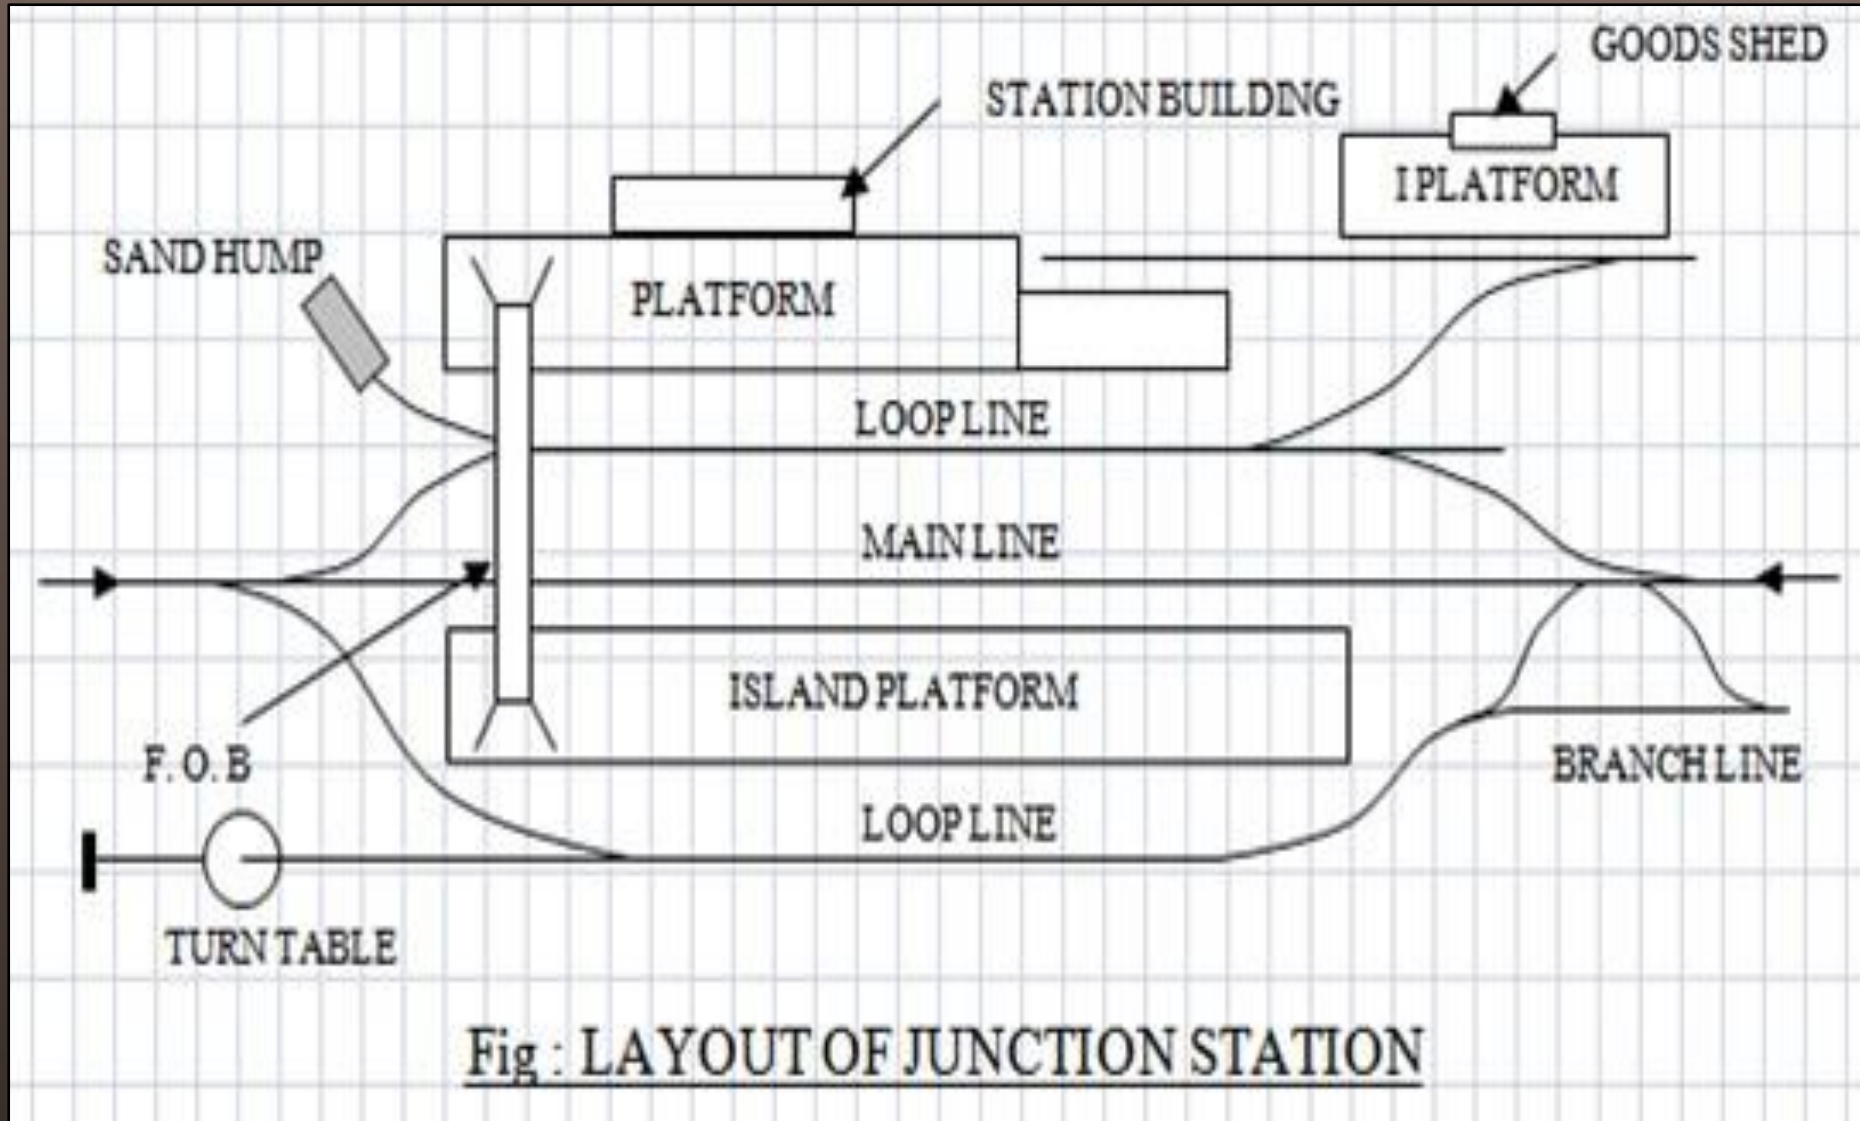 GOODS SHED
STATION BUILDING
I PLATFORM
SAND HUMP
PLATFORM
LOOP LINE
MAIN LINE
ISLAND PLATFORM
F. O. B
BRANCH LINE
LOOP LINE
TURN TABLE
Fig : LAYOUT OF JUNCTION STATION